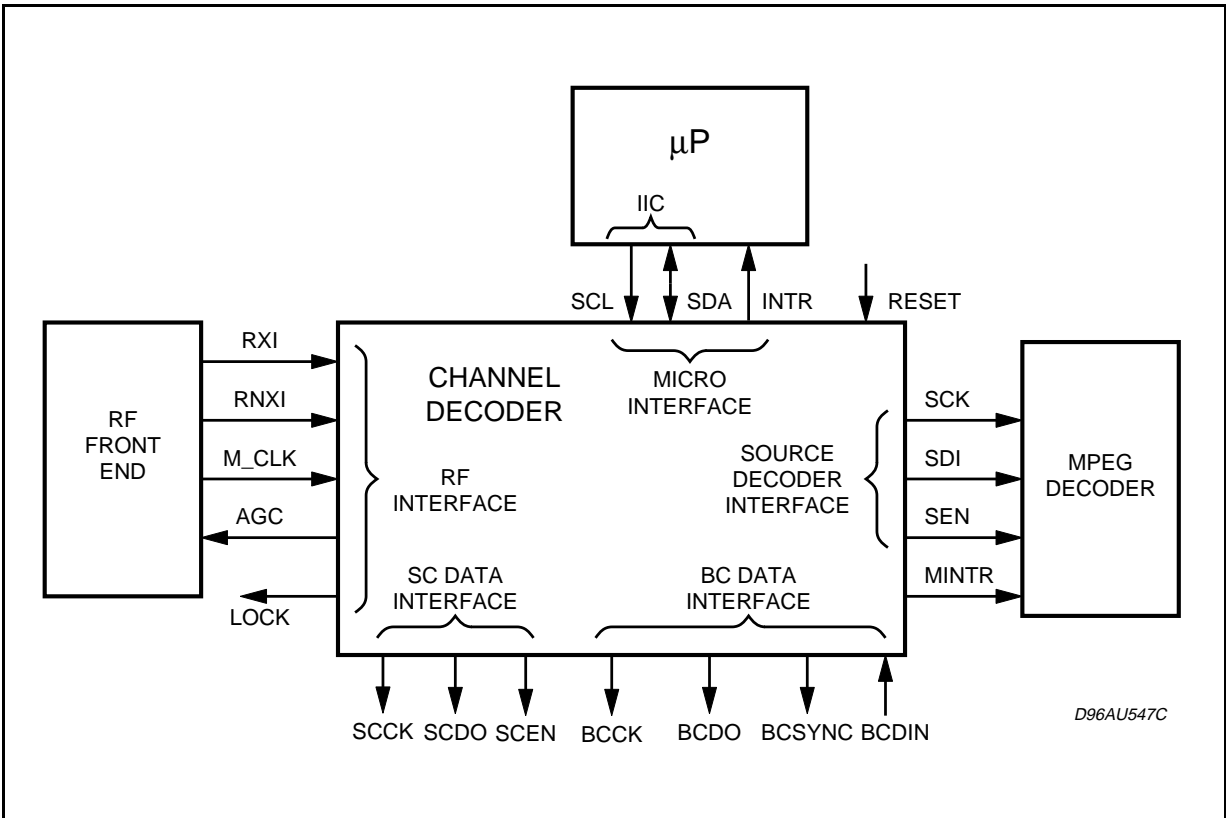 μP
IIC
SCL
SDA
INTR
RESET
RF
FRONT
END
RXI
RNXI
M_CLK
AGC
LOCK
CHANNEL
DECODER
MICRO
INTERFACE
RF
INTERFACE
SOURCE
DECODER
INTERFACE
SC DATA
INTERFACE
BC DATA
INTERFACE
SCK
SDI
SEN
MINTR
MPEG
DECODER
SCCK
SCDO
SCEN
BCCK
BCDO
BCSYNC
BCDIN
D96AU547C